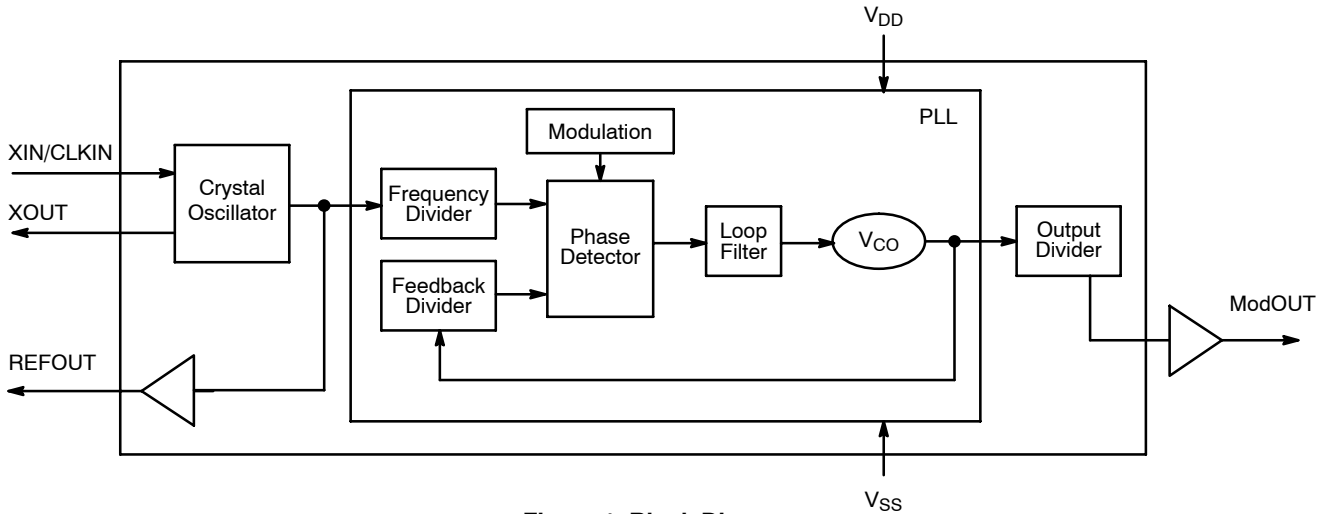 VDD
PLL
Modulation
XIN/CLKIN
Crystal
Oscillator
XOUT
Frequency
Divider
Phase
Detector
Loop
Filter
VCO
Output
Divider
Feedback
Divider
ModOUT
REFOUT
VSS